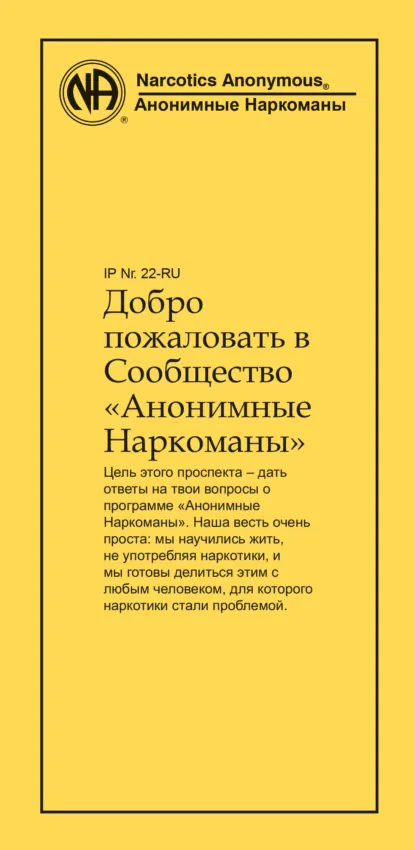 NA
®
Narcotics Anonymous®
Анонимные Наркоманы
IP Nr. 22-RU
Добро
пожаловать в
Сообщество
«Анонимные
Наркоманы»
Цель этого проспекта – дать
ответы на твои вопросы о
программе «Анонимные
Наркоманы». Наша весть очень
проста: мы научились жить,
не употребляя наркотики, и
мы готовы делиться этим с
любым человеком, для которого
наркотики стали проблемой.